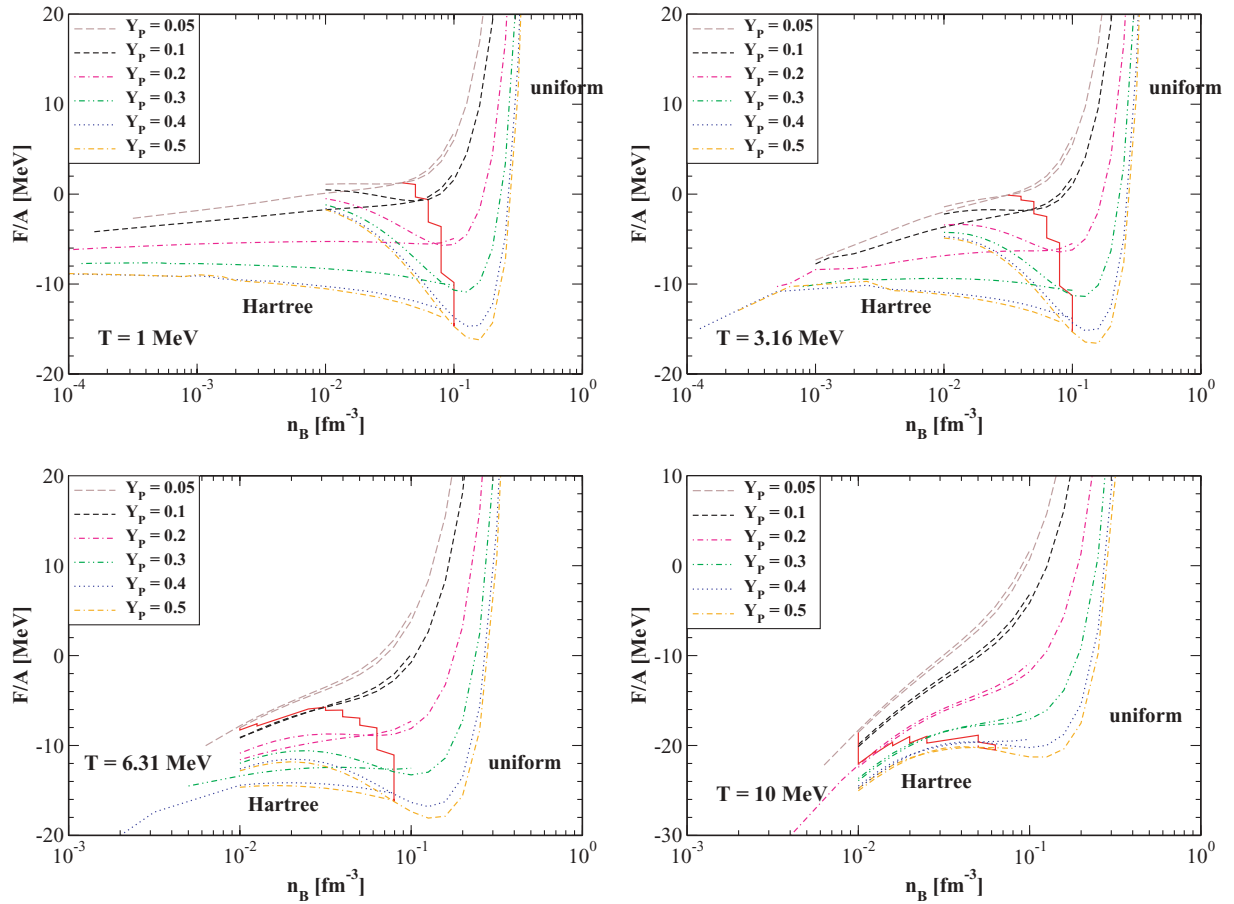 20
10
0
-10
-20
F/A [MeV]
Y_P = 0.05
Y_P = 0.1
Y_P = 0.2
Y_P = 0.3
Y_P = 0.4
Y_P = 0.5
uniform
Hartree
T = 1 MeV
10^-4 10^-3 10^-2 10^-1 10^0
n_B [fm^-3]
20
10
0
-10
-20
F/A [MeV]
Y_P = 0.05
Y_P = 0.1
Y_P = 0.2
Y_P = 0.3
Y_P = 0.4
Y_P = 0.5
uniform
Hartree
T = 3.16 MeV
10^-4 10^-3 10^-2 10^-1 10^0
n_B [fm^-3]
20
10
0
-10
-20
F/A [MeV]
Y_P = 0.05
Y_P = 0.1
Y_P = 0.2
Y_P = 0.3
Y_P = 0.4
Y_P = 0.5
T = 6.31 MeV
uniform
Hartree
10^-3 10^-2 10^-1 10^0
n_B [fm^-3]
10
0
-10
-20
-30
F/A [MeV]
Y_P = 0.05
Y_P = 0.1
Y_P = 0.2
Y_P = 0.3
Y_P = 0.4
Y_P = 0.5
uniform
Hartree
T = 10 MeV
10^-3 10^-2 10^-1 10^0
n_B [fm^-3]